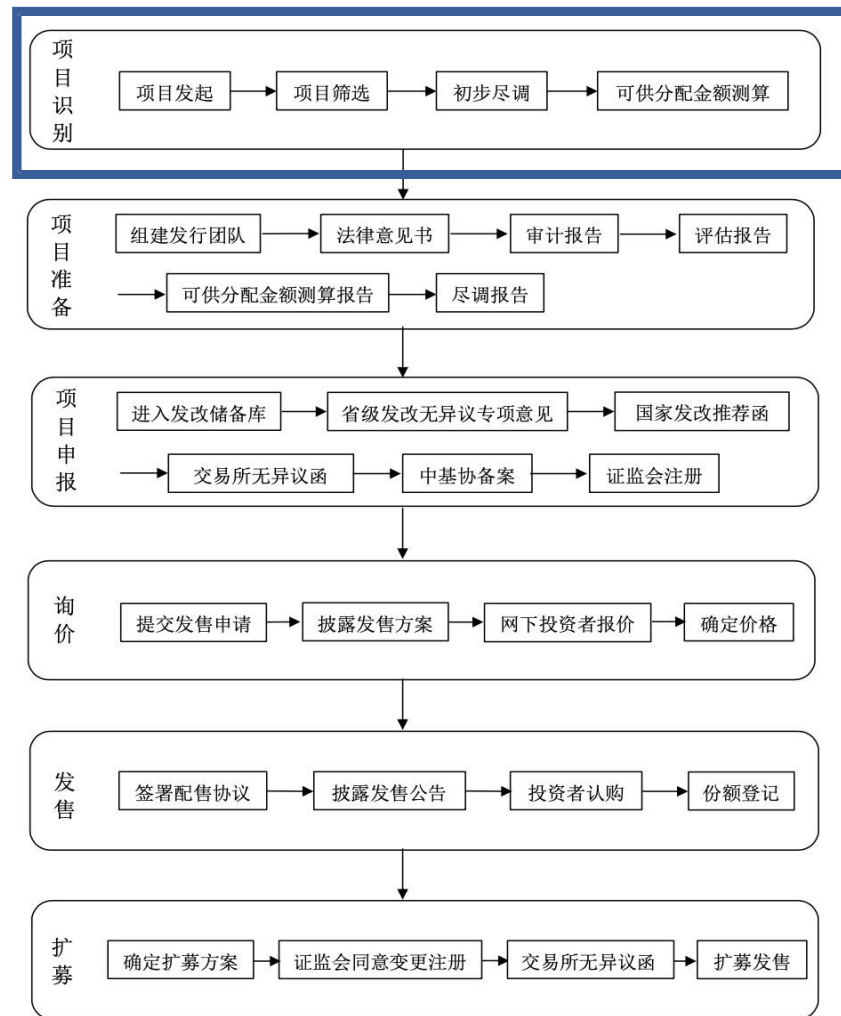 项目识别
项目发起 项目筛选 初步尽调 可供分配金额测算
项目准备
组建发行团队 法律意见书 审计报告 评估报告
可供分配金额测算报告 尽调报告
项目申报
进入发改储备库 省级发改无异议专项意见 国家发改推荐函
交易所无异议函 中基协备案 证监会注册
询价
提交发售申请 披露发售方案 网下投资者报价 确定价格
发售
签署配售协议 披露发售公告 投资者认购 份额登记
扩募
确定扩募方案 证监会同意变更注册 交易所无异议函 扩募发售